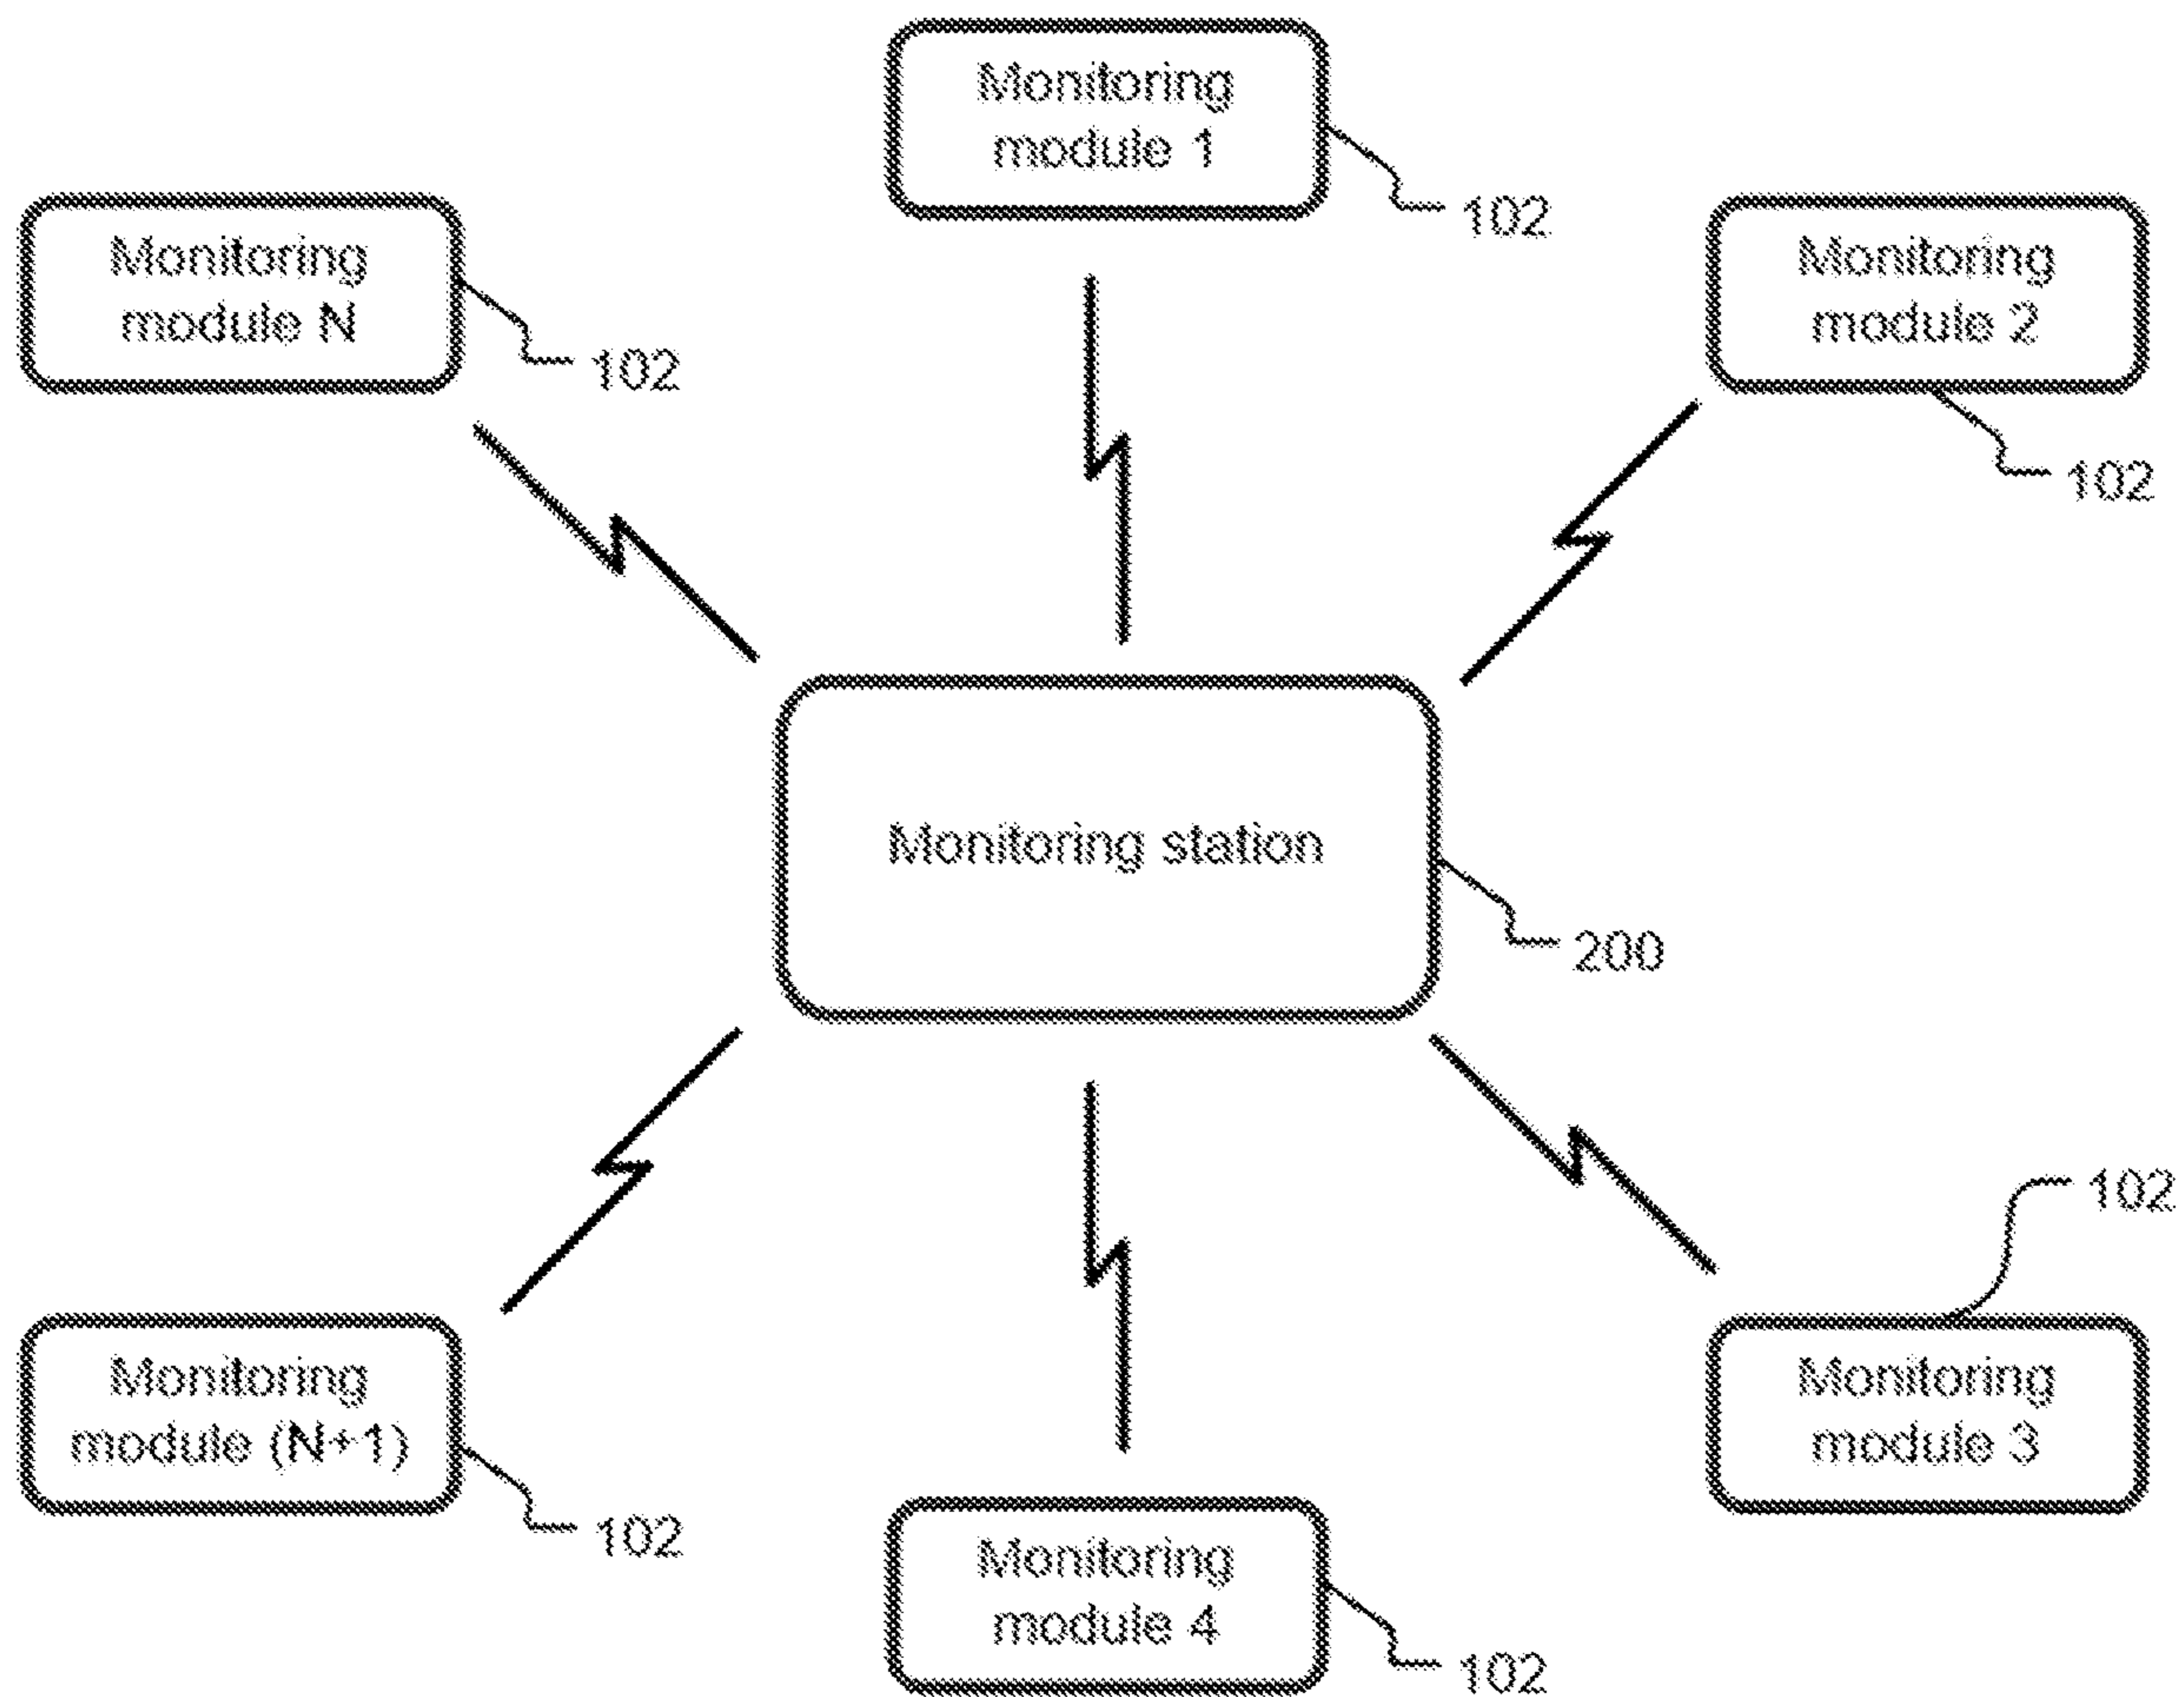 Monitoring
module 1
102
Monitoring
module N
102
Monitoring
module 2
102
Monitoring station
200
102
Monitoring
module (N+1)
102
Monitoring
module 3
Monitoring
module 4
102